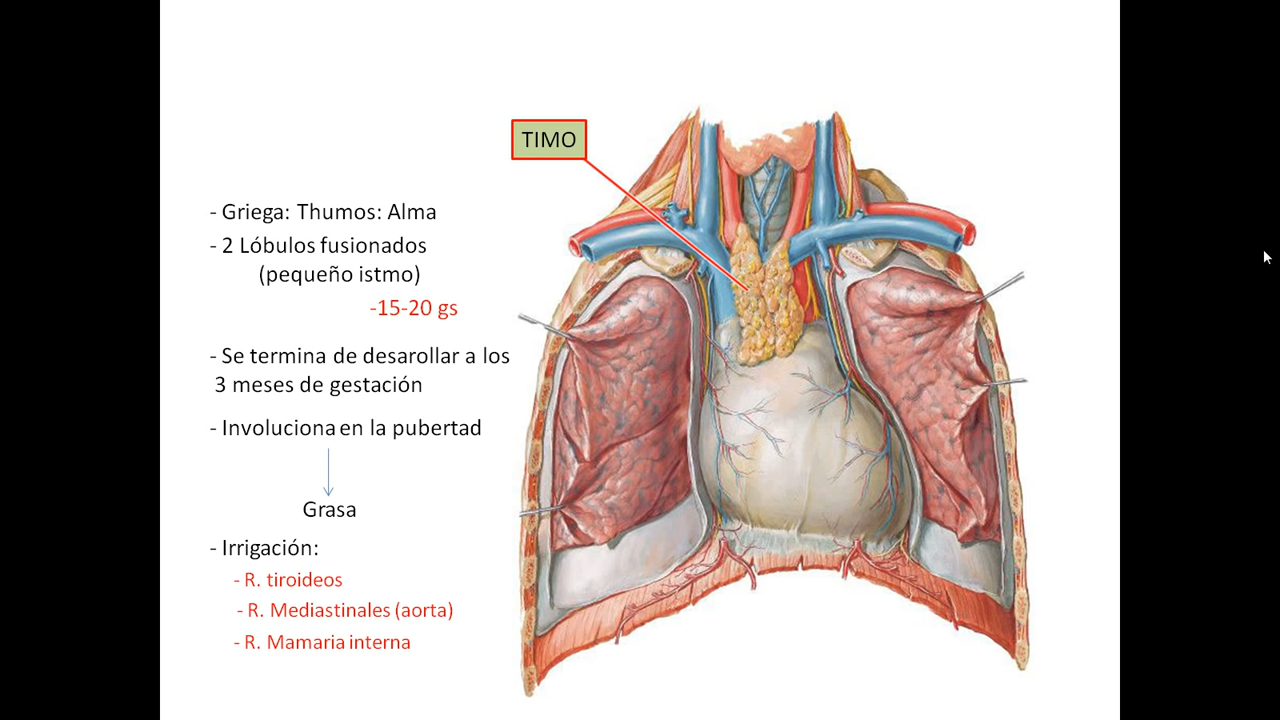 TIMO
- Griega: Thumos: Alma
- 2 Lóbulos fusionados
(pequeño istmo)
-15-20 gs
- Se termina de desarollar a los
3 meses de gestación
- Involuciona en la pubertad
Grasa
- Irrigación:
- R. tiroideos
- R. Mediastinales (aorta)
- R. Mamaria interna